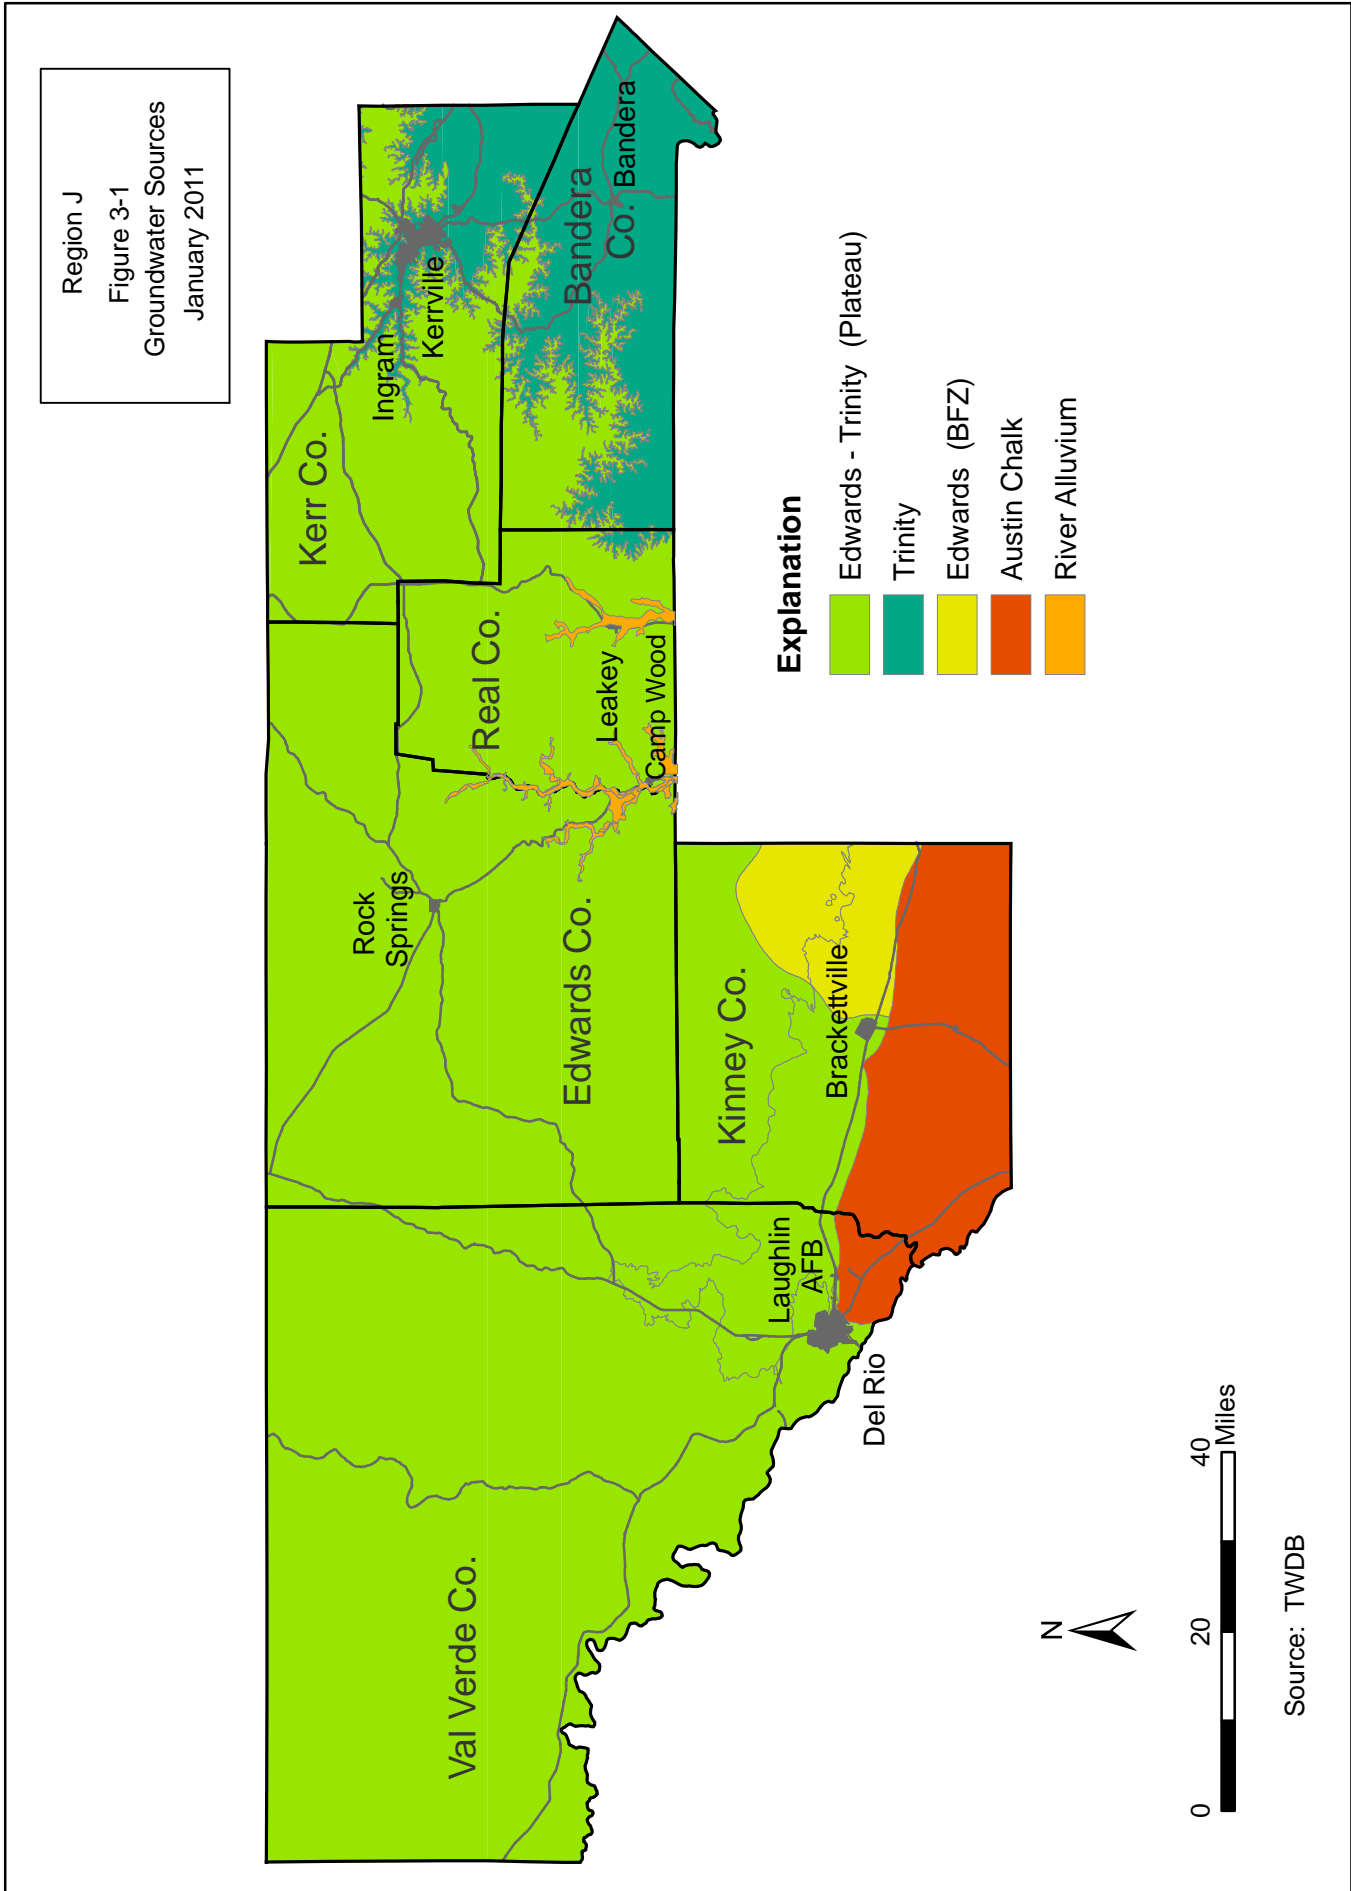 Region J
Figure 3-1
Groundwater Sources
January 2011
Kerr Co.
Ingram
Kerrville
Bandera
Co.
Bandera
Real Co.
Leakey
Camp Wood
Rock
Springs
Edwards Co.
Kinney Co.
Brackettville
Val Verde Co.
Laughlin
AFB
Del Rio
Explanation
Edwards - Trinity (Plateau)
Trinity
Edwards (BFZ)
Austin Chalk
River Alluvium
N
0 20 40
Miles
Source: TWDB